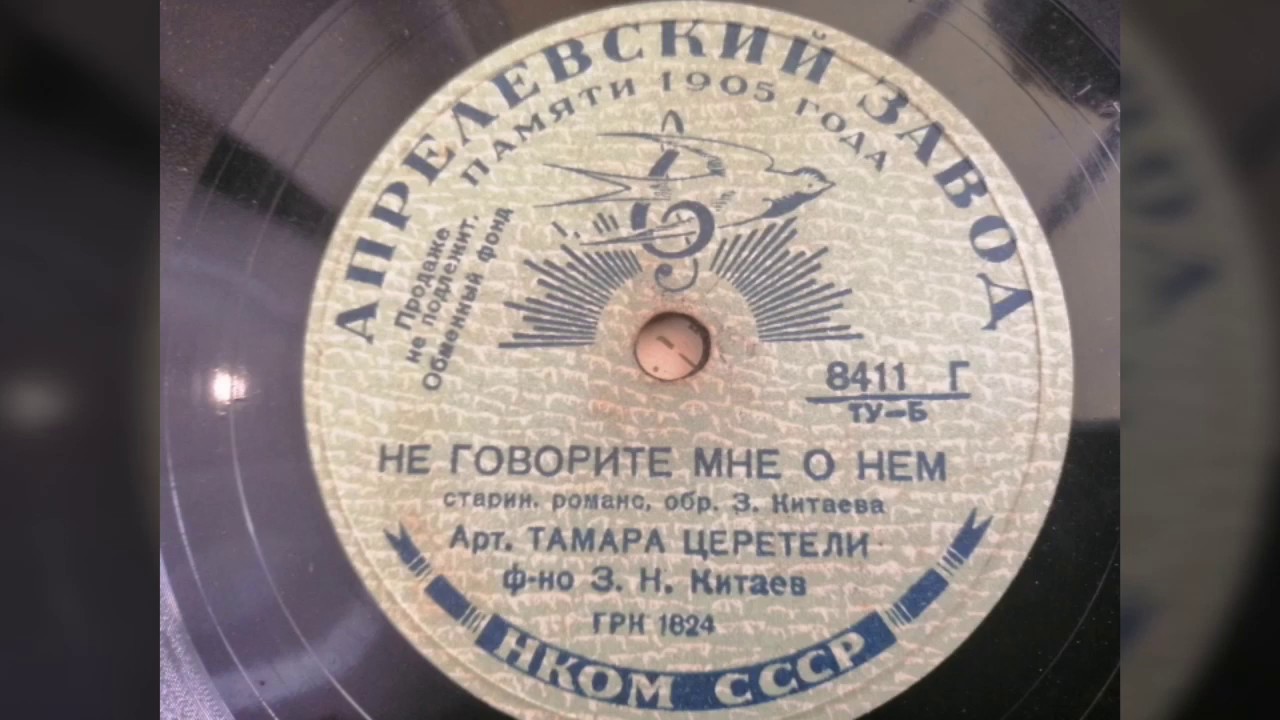 АПРЕЛЕВСКИЙ ЗАВОД
ПАМЯТИ 1905 ГОДА
Продаже
не подлежит.
Обменный фонд
8411 Г
ТУ-Б
НЕ ГОВОРИТЕ МНЕ О НЕМ
старин. романс, обр. З. Китаева
Арт. ТАМАРА ЦЕРЕТЕЛИ
ф-но З. Н. Китаев
ГРК 1824
НКОМ СССР